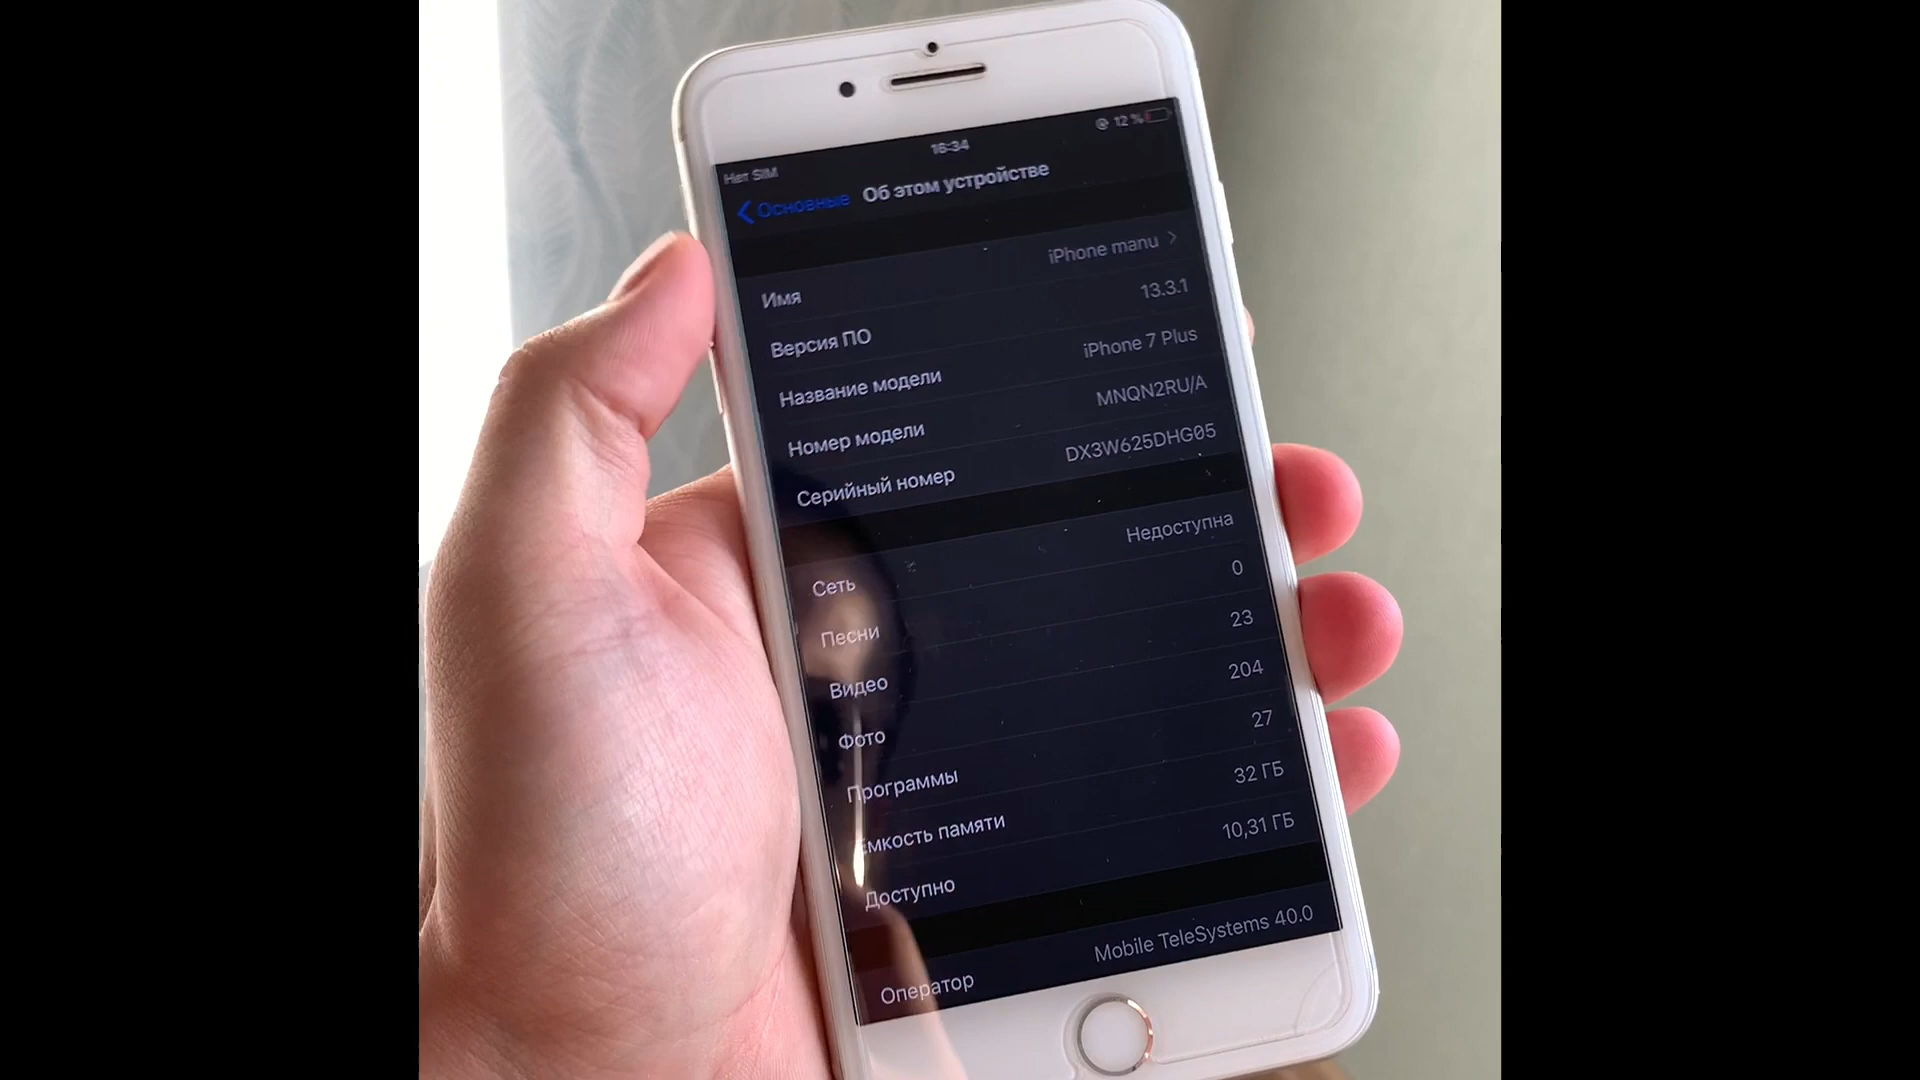 Нет SIM 16:34 12 %
Основные Об этом устройстве
Имя iPhone manu
Версия ПО 13.3.1
Название модели iPhone 7 Plus
Номер модели MNQN2RU/A
Серийный номер DX3W625DHG05
Сеть Недоступна
Песни 0
Видео 23
Фото 204
Программы 27
Емкость памяти 32 ГБ
Доступно 10,31 ГБ
Оператор Mobile TeleSystems 40.0